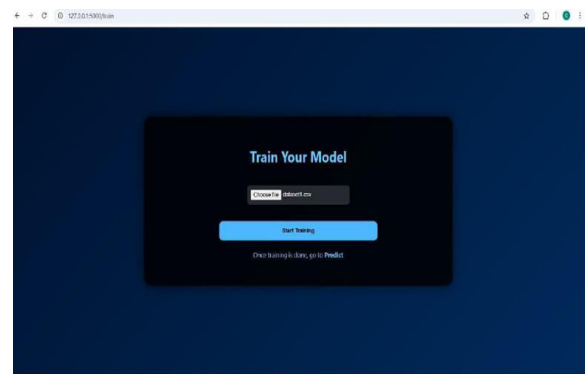 127.0.0.1:5000/train
Train Your Model
Choose file dataset1.csv
Start Training
Once training is done, go to Predict